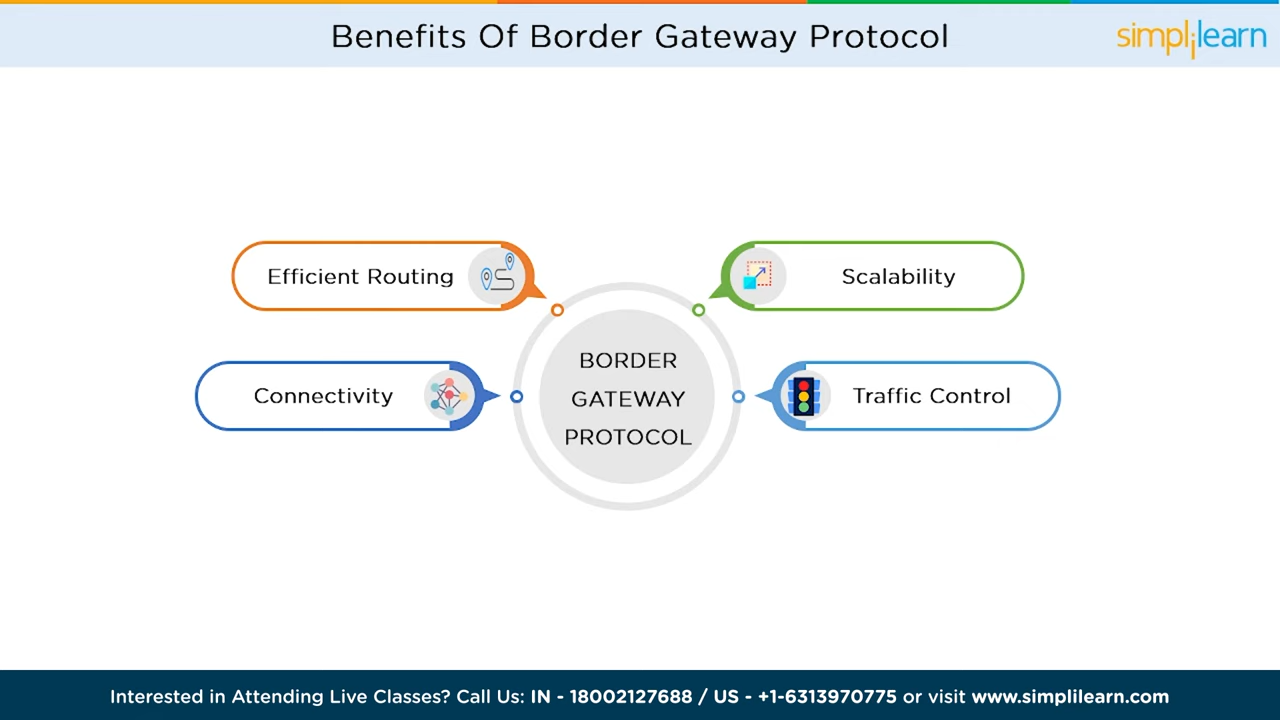 Benefits Of Border Gateway Protocol
simplilearn
Efficient Routing
Scalability
Connectivity
Traffic Control
BORDER
GATEWAY
PROTOCOL
Interested in Attending Live Classes? Call Us: IN - 18002127688 / US - +1-6313970775 or visit www.simplilearn.com